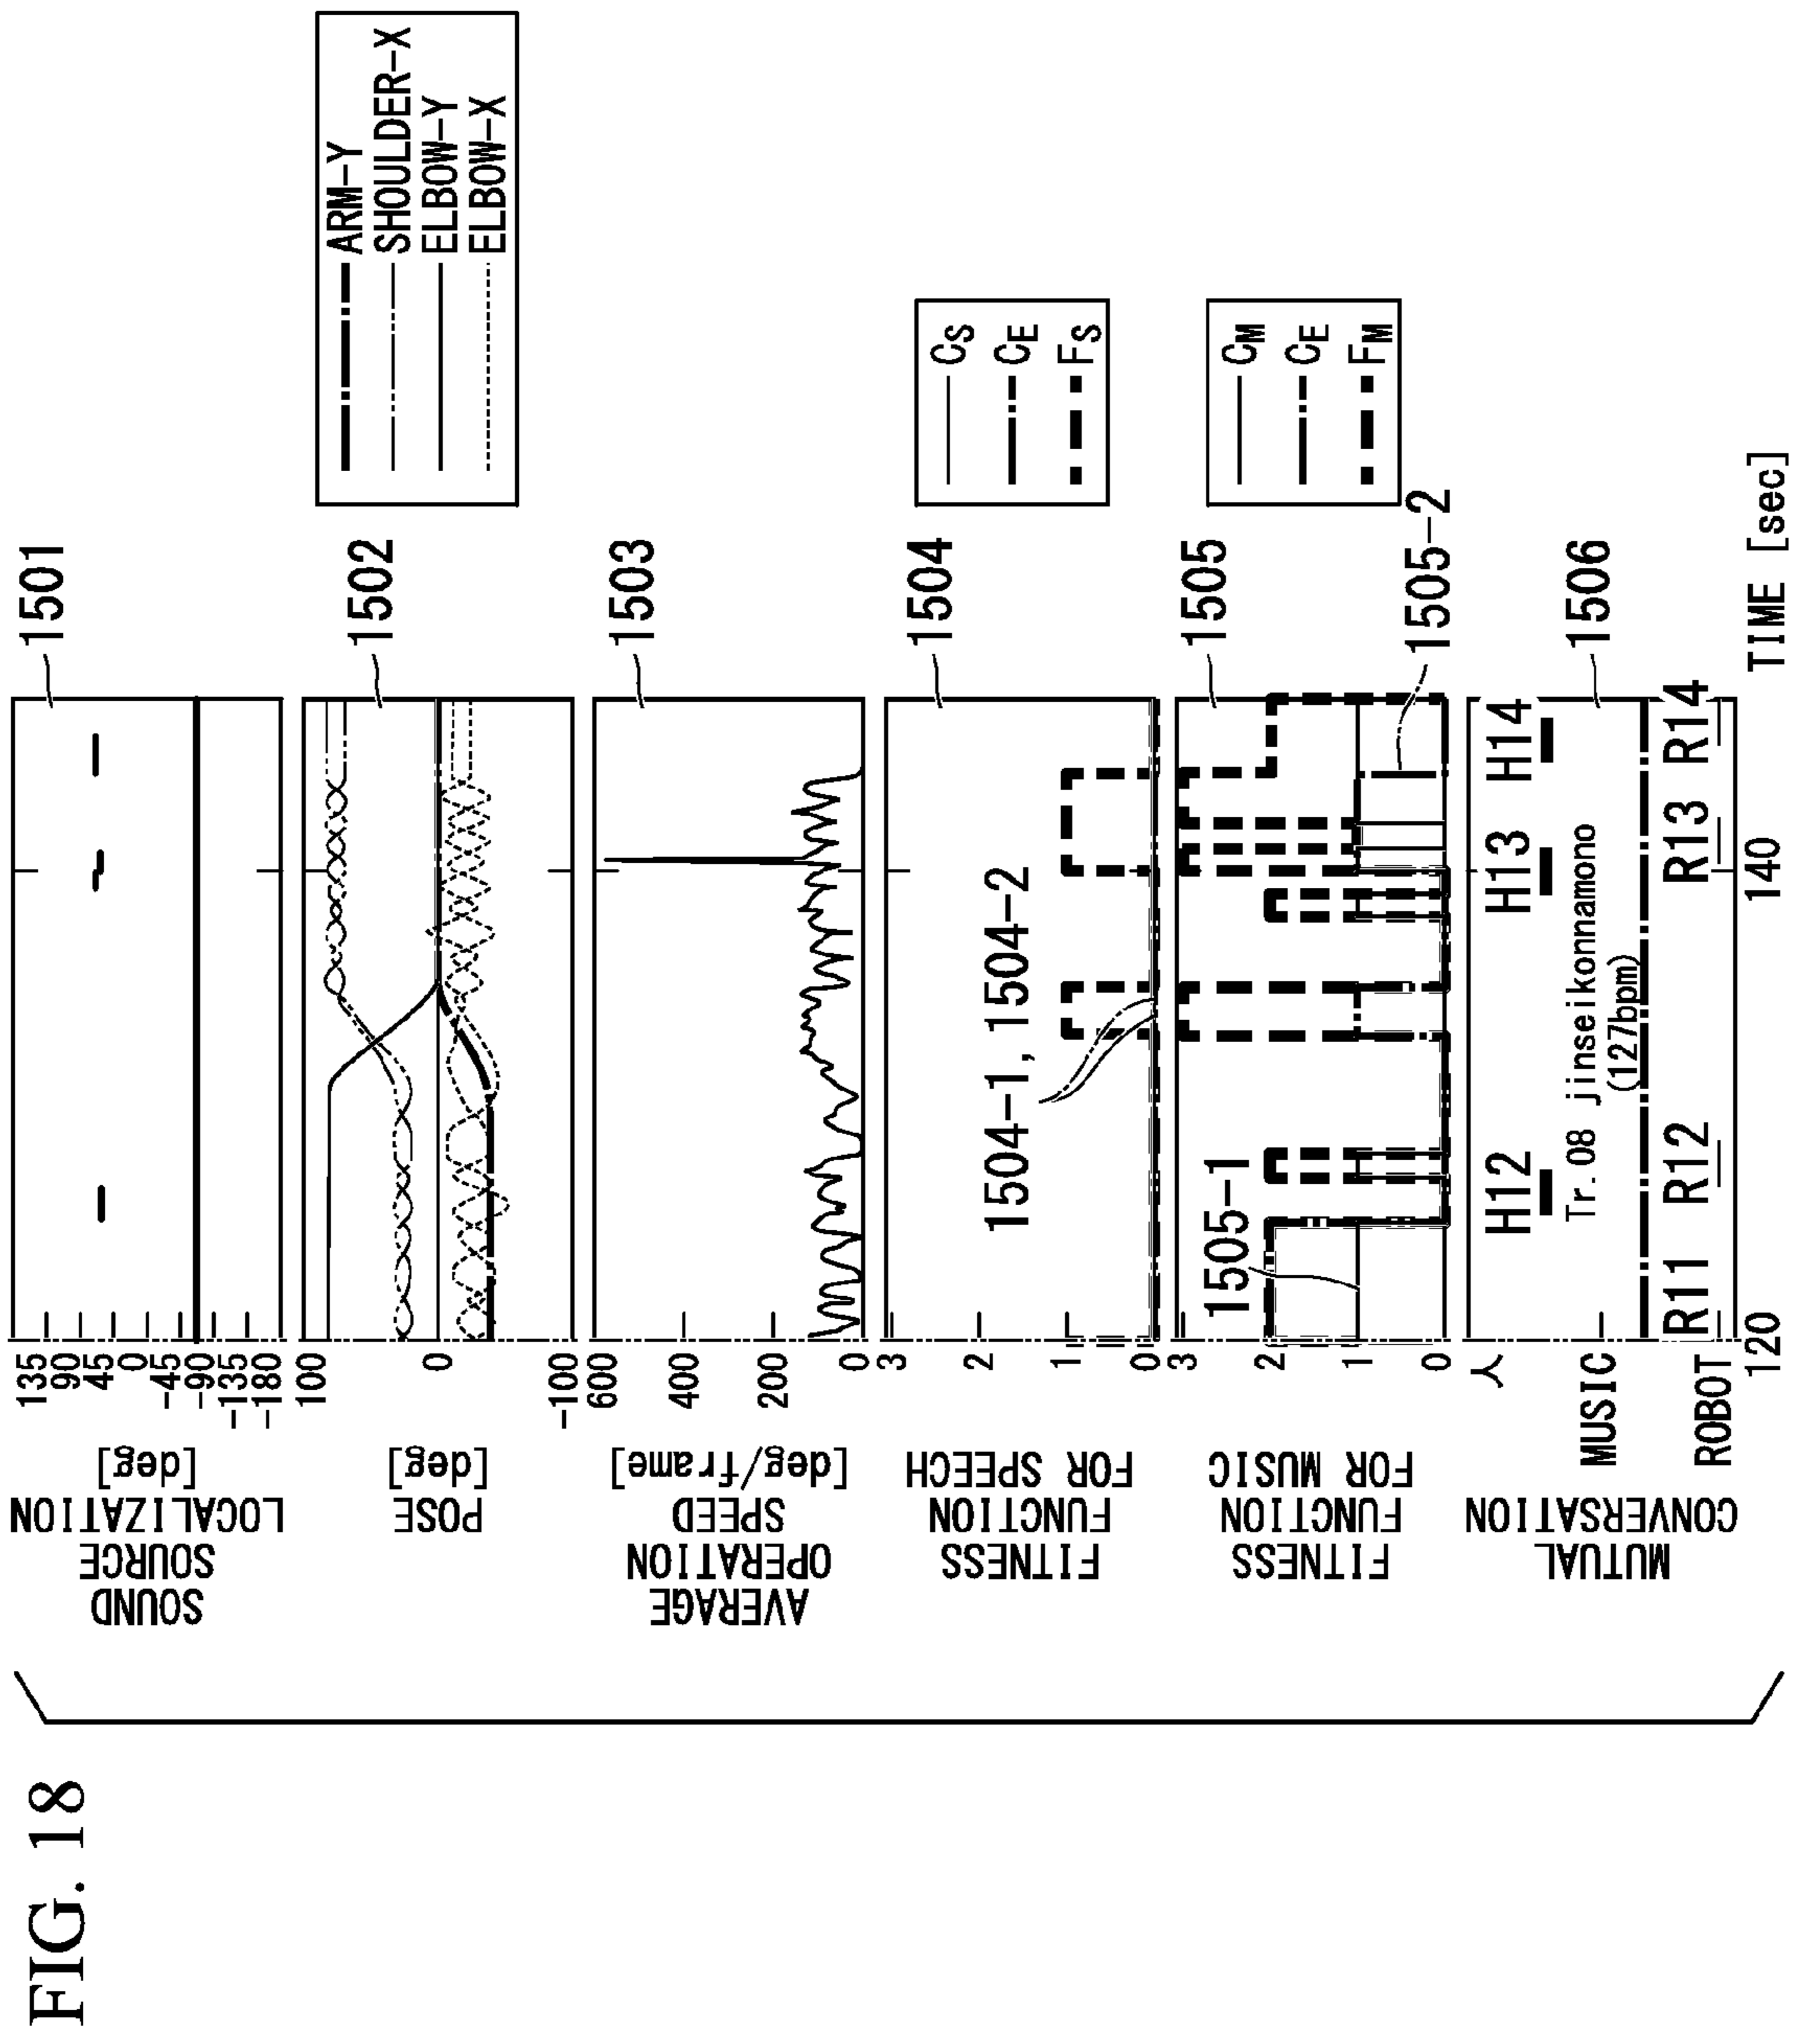 FIG. 18
SOUND
SOURCE
LOCALIZATION
[deg]
135
90
45
0
-45
-90
-135
-180
1501
POSE
[deg]
100
0
-100
1502
ARM-Y
SHOULDER-X
ELBOW-Y
ELBOW-X
AVERAGE
OPERATION
SPEED
[deg/frame]
600
400
200
0
1503
FITNESS
FUNCTION
FOR SPEECH
3
2
1
0
1504
1504-1, 1504-2
CS
CE
FS
FITNESS
FUNCTION
FOR MUSIC
3
2
1
0
1505-1
1505
1505-2
CM
CE
FM
MUTUAL
CONVERSATION
人
MUSIC
ROBOT
H12
H13
H14
Tr.08 jinseikonnamono
(127bpm)
R11
R12
R13
R14
1506
120
140
TIME [sec]